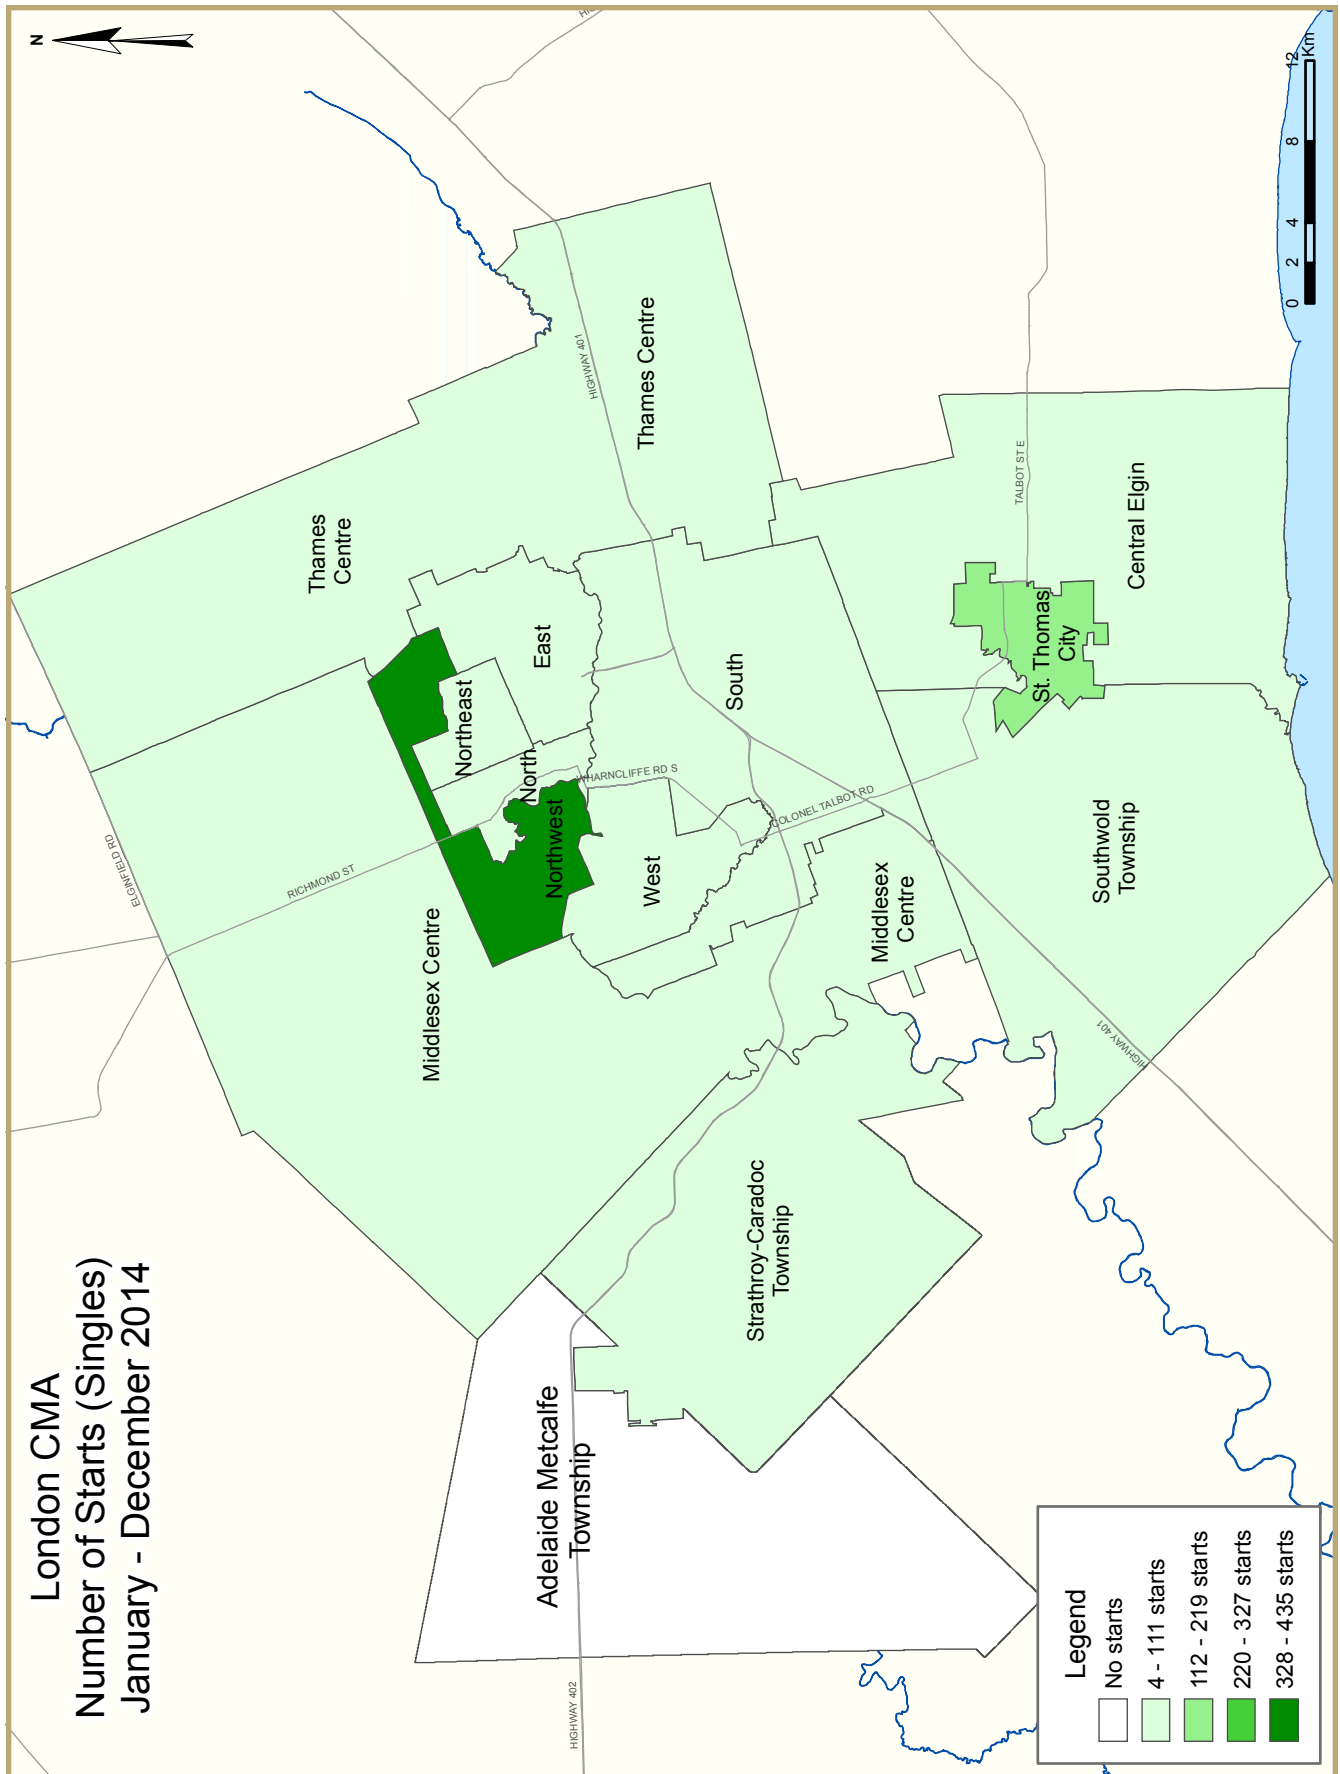 London CMA
Number of Starts (Singles)
January - December 2014
N
ELGINFIELD RD
RICHMOND ST
Thames
Centre
Middlesex Centre
HIGHWAY 401
Thames Centre
East
Northeast
North
Northwest
West
South
WHARNCLIFFE RD S
COLONEL TALBOT RD
Middlesex
Centre
Adelaide Metcalfe
Township
HIGHWAY 402
Strathroy-Caradoc
Township
TALBOT ST E
St. Thomas
City
Central Elgin
Southwold
Township
HIGHWAY 401
Legend
No starts
4 - 111 starts
112 - 219 starts
220 - 327 starts
328 - 435 starts
0 2 4 8 12
Km